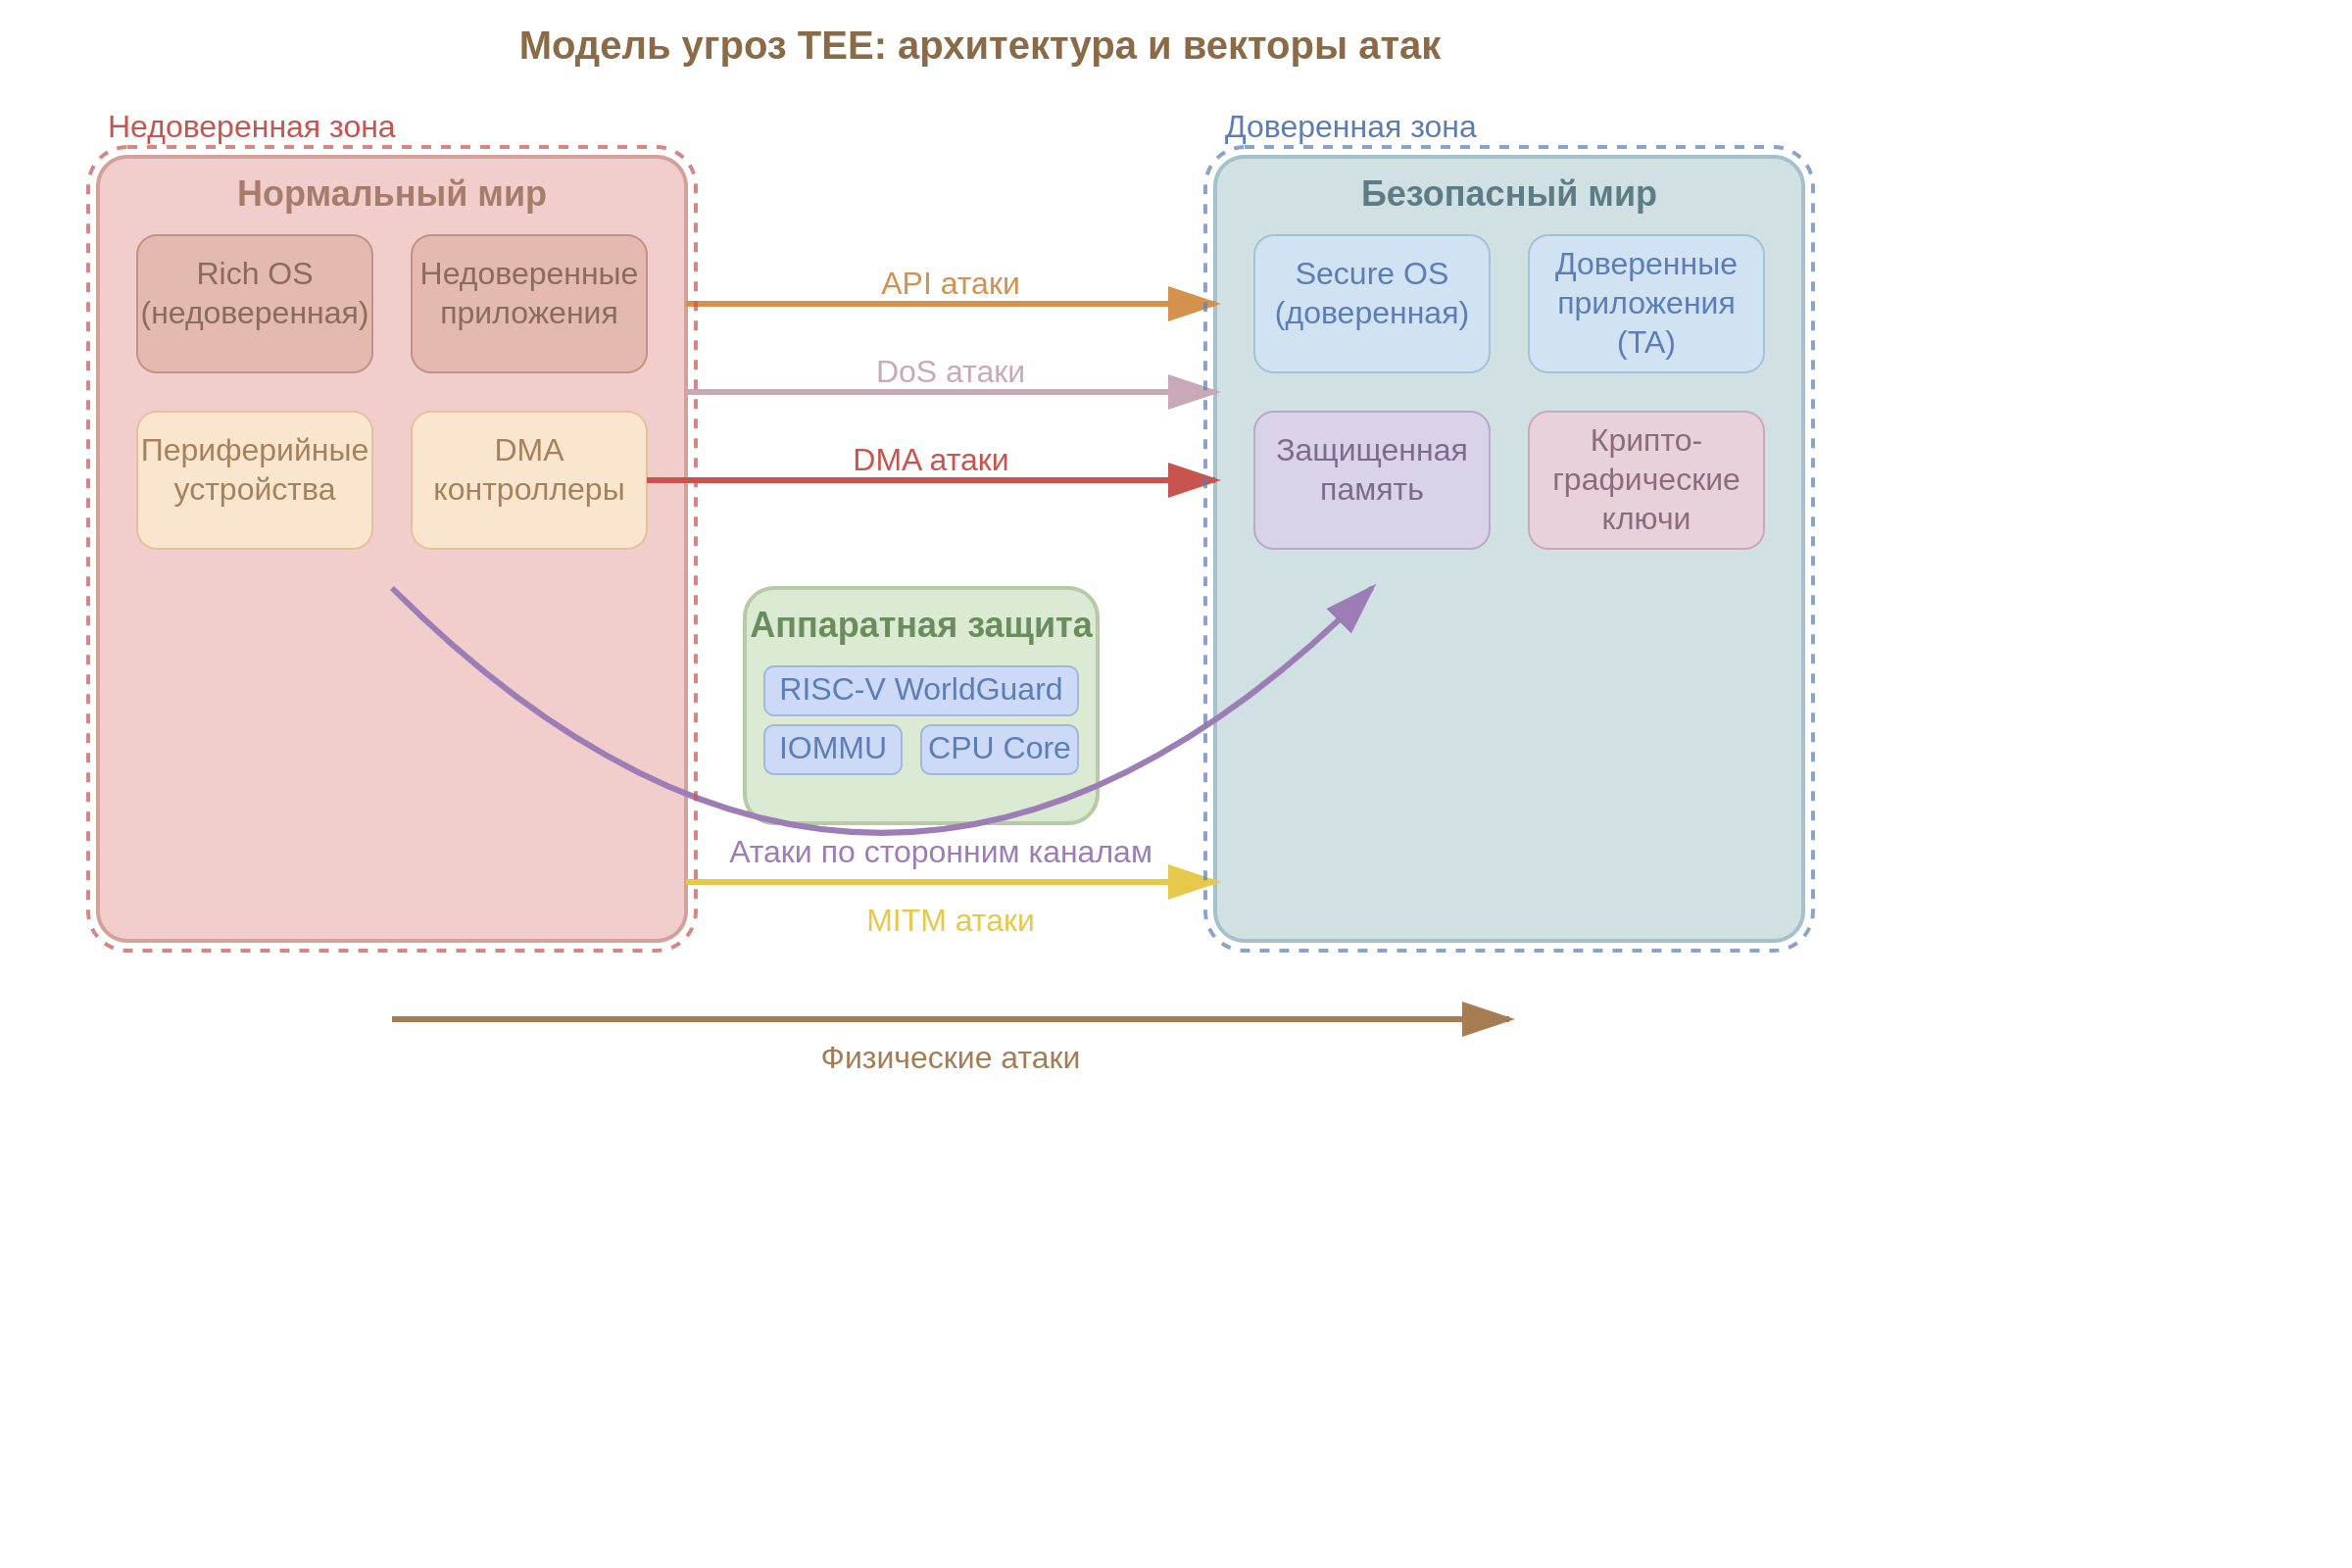 Модель угроз TEE: архитектура и векторы атак
Недоверенная зона
Доверенная зона
Нормальный мир
Rich OS
(недоверенная)
Недоверенные
приложения
Периферийные
устройства
DMA
контроллеры
API атаки
DoS атаки
DMA атаки
Безопасный мир
Secure OS
(доверенная)
Доверенные
приложения
(TA)
Защищенная
память
Крипто-
графические
ключи
Аппаратная защита
RISC-V WorldGuard
IOMMU
CPU Core
Атаки по сторонним каналам
MITM атаки
Физические атаки